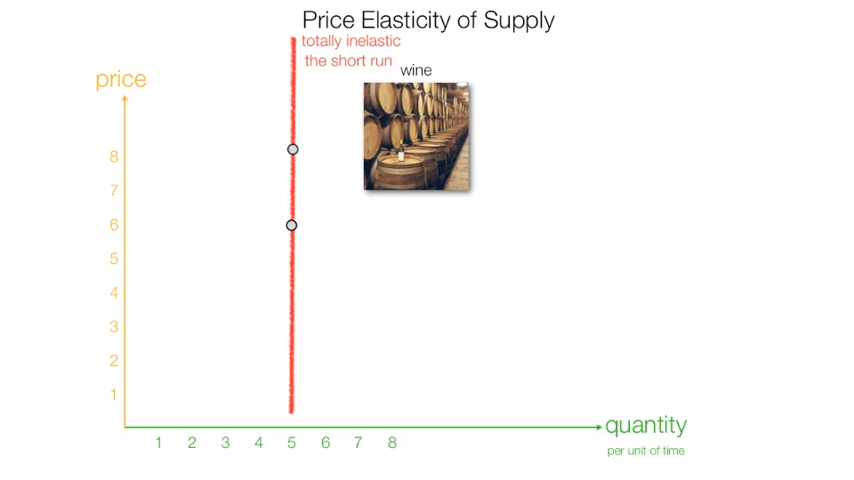 Price Elasticity of Supply
totally inelastic
the short run
wine
price
8
7
6
5
4
3
2
1
1 2 3 4 5 6 7 8
quantity
per unit of time